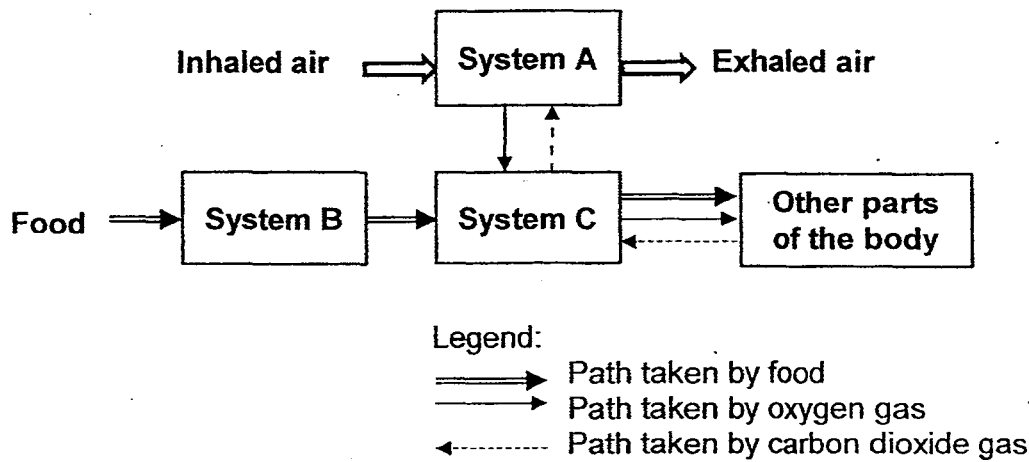 Inhaled air
System A
Exhaled air
Food
System B
System C
Other parts
of the body
Legend:
Path taken by food
Path taken by oxygen gas
Path taken by carbon dioxide gas